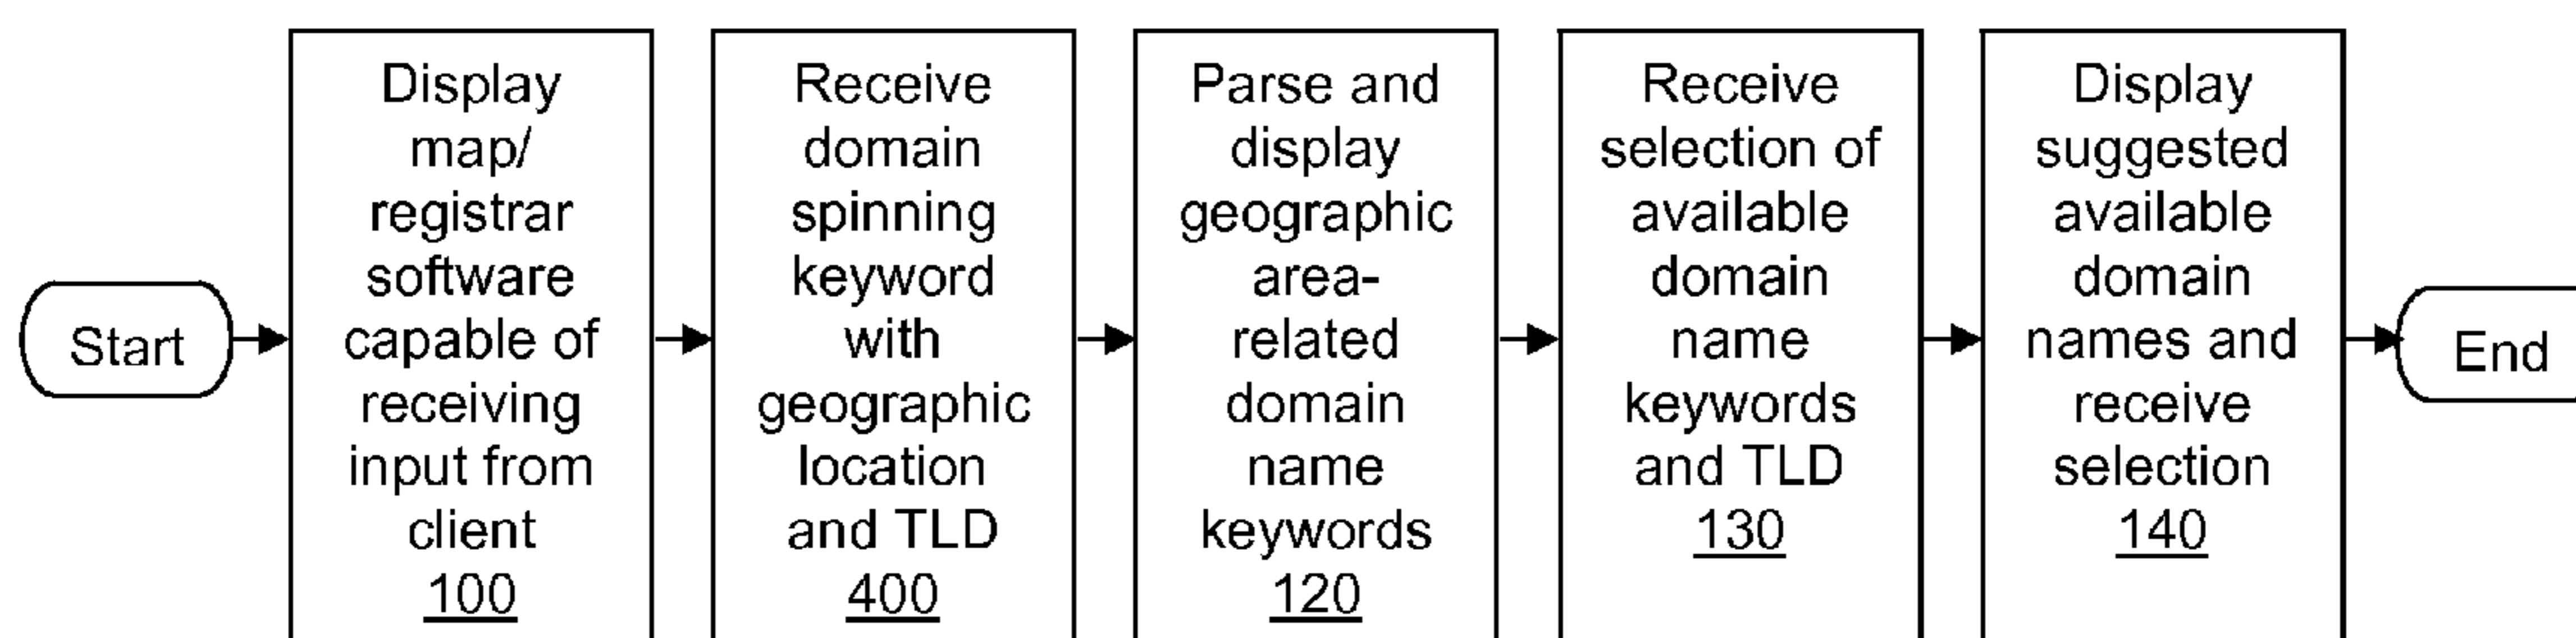 Start
Display
map/
registrar
software
capable of
receiving
input from
client
100
Receive
domain
spinning
keyword
with
geographic
location
and TLD
400
Parse and
display
geographic
area-
related
domain
name
keywords
120
Receive
selection of
available
domain
name
keywords
and TLD
130
Display
suggested
available
domain
names and
receive
selection
140
End